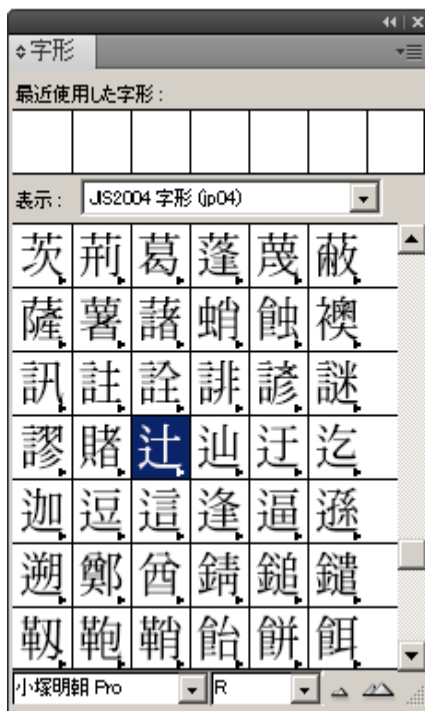 字形
最近使用した字形:
表示: JIS2004 字形 (jp04)
茨荊葛蓬蔑蔽
薩薯藷蛸蝕襖
訊註詮誹諺謎
謬賭辻辿迂迄
迦逗這逢逼遜
遡鄭酋錆鎚鑓
靱鞄鞘飴餅餌
小塚明朝 Pro R